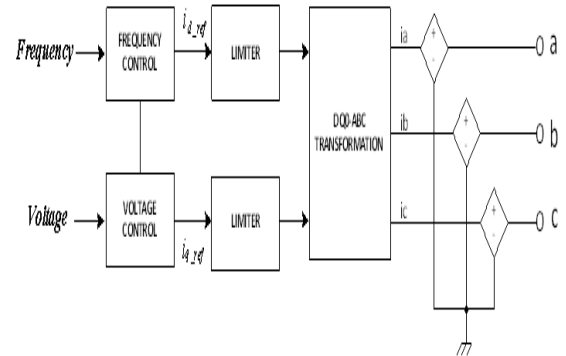 Frequency
FREQUENCY
CONTROL
i_d_ref
LIMITER
DQ0-ABC
TRANSFORMATION
ia
+
-
a
ib
+
-
b
Voltage
VOLTAGE
CONTROL
i_q_ref
LIMITER
ic
+
-
c